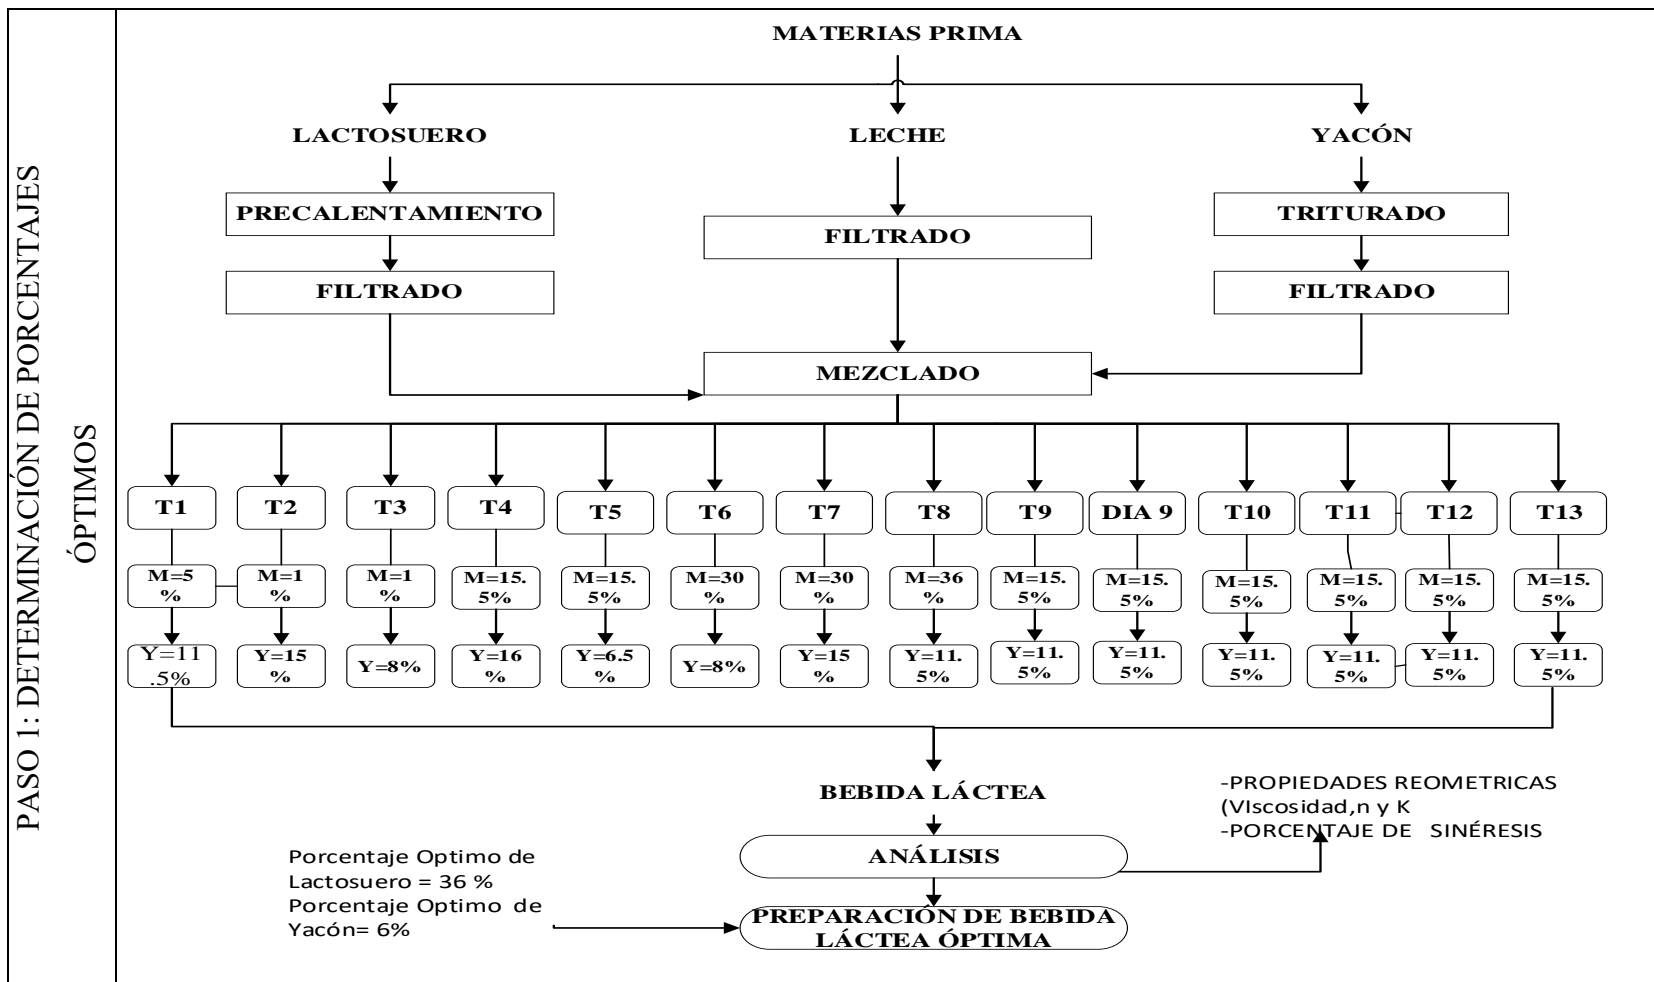 PASO 1: DETERMINACIÓN DE PORCENTAJES
ÓPTIMOS
MATERIAS PRIMA
LACTOSUERO
LECHE
YACÓN
PRECALENTAMIENTO
FILTRADO
TRITURADO
FILTRADO
FILTRADO
MEZCLADO
T1
T2
T3
T4
T5
T6
T7
T8
T9
DIA 9
T10
T11
T12
T13
M=5
%
M=1
%
M=1
%
M=15.
5%
M=15.
5%
M=30
%
M=30
%
M=36
%
M=15.
5%
M=15.
5%
M=15.
5%
M=15.
5%
M=15.
5%
M=15.
5%
Y=11
.5%
Y=15
%
Y=8%
Y=16
%
Y=6.5
%
Y=8%
Y=15
%
Y=11.
5%
Y=11.
5%
Y=11.
5%
Y=11.
5%
Y=11.
5%
Y=11.
5%
Y=11.
5%
BEBIDA LÁCTEA
-PROPIEDADES REOMETRICAS
(VIscosidad,n y K
-PORCENTAJE DE SINÉRESIS
ANÁLISIS
Porcentaje Optimo de
Lactosuero = 36 %
Porcentaje Optimo de
Yacón= 6%
PREPARACIÓN DE BEBIDA
LÁCTEA ÓPTIMA